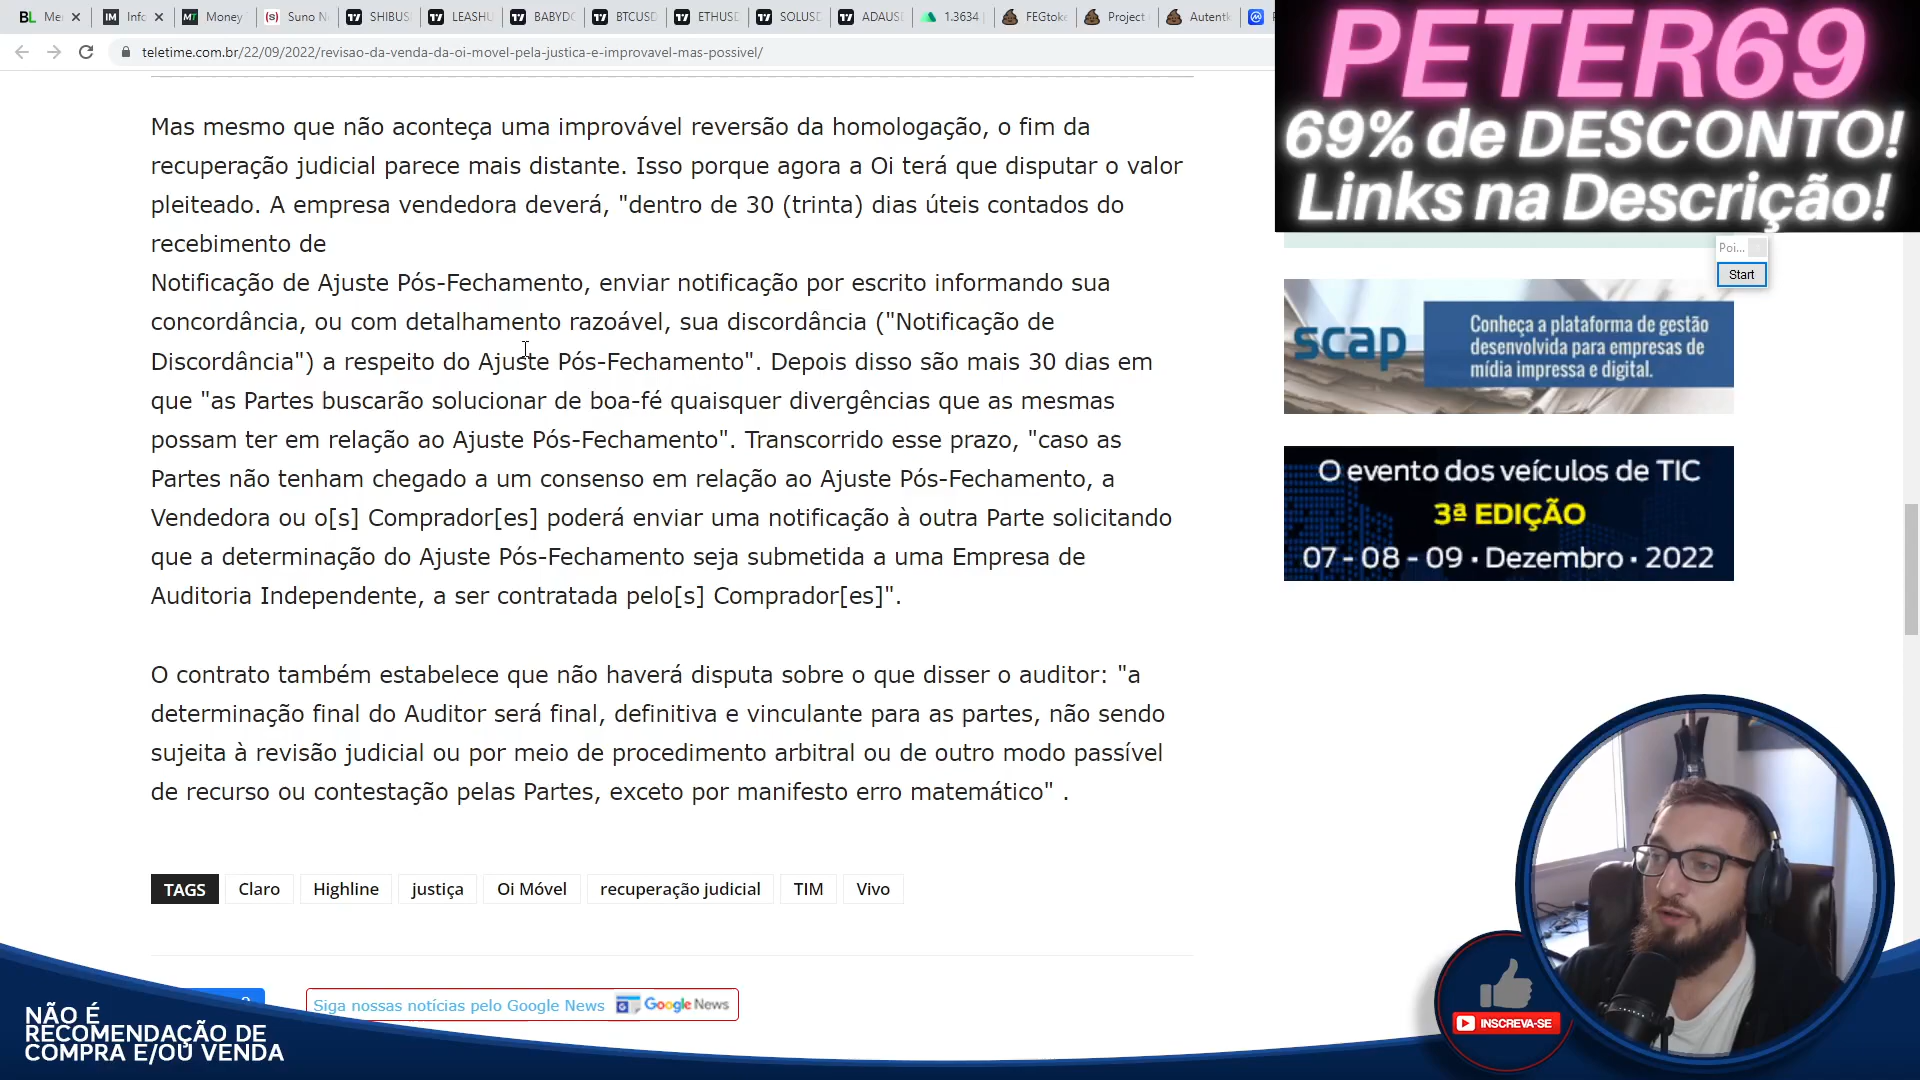 BL Me
Info
MT Money
(s) Suno N
SHIBUS
LEASHU
BABYDO
BTCUSD
ETHUSD
SOLUSD
ADAUSD
1.3634
FEGtoke
Project
Autentk
teletime.com.br/22/09/2022/revisao-da-venda-da-oi-movel-pela-justica-e-improvavel-mas-possivel/
PETER69
69% de DESCONTO!
Links na Descrição!
Mas mesmo que não aconteça uma improvável reversão da homologação, o fim da
recuperação judicial parece mais distante. Isso porque agora a Oi terá que disputar o valor
pleiteado. A empresa vendedora deverá, "dentro de 30 (trinta) dias úteis contados do
recebimento de
Notificação de Ajuste Pós-Fechamento, enviar notificação por escrito informando sua
concordância, ou com detalhamento razoável, sua discordância ("Notificação de
Discordância") a respeito do Ajuste Pós-Fechamento". Depois disso são mais 30 dias em
que "as Partes buscarão solucionar de boa-fé quaisquer divergências que as mesmas
possam ter em relação ao Ajuste Pós-Fechamento". Transcorrido esse prazo, "caso as
Partes não tenham chegado a um consenso em relação ao Ajuste Pós-Fechamento, a
Vendedora ou o[s] Comprador[es] poderá enviar uma notificação à outra Parte solicitando
que a determinação do Ajuste Pós-Fechamento seja submetida a uma Empresa de
Auditoria Independente, a ser contratada pelo[s] Comprador[es]".
O contrato também estabelece que não haverá disputa sobre o que disser o auditor: "a
determinação final do Auditor será final, definitiva e vinculante para as partes, não sendo
sujeita à revisão judicial ou por meio de procedimento arbitral ou de outro modo passível
de recurso ou contestação pelas Partes, exceto por manifesto erro matemático" .
TAGS Claro Highline justiça Oi Móvel recuperação judicial TIM Vivo
Siga nossas notícias pelo Google News Google News
Poi...
Start
scap
Conheça a plataforma de gestão
desenvolvida para empresas de
mídia impressa e digital.
O evento dos veículos de TIC
3ª EDIÇÃO
07 - 08 - 09 · Dezembro · 2022
NÃO É
RECOMENDAÇÃO DE
COMPRA E/OU VENDA
INSCREVA-SE